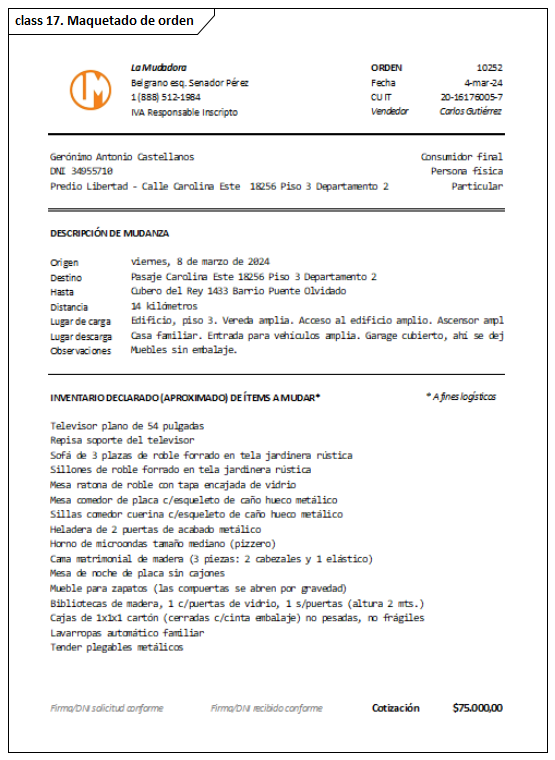 class 17. Maquetado de orden
La Mudadora ORDEN 10252
Belgrano esq. Senador Pérez Fecha 4-mar-24
1 (888) 512-1984 CUIT 20-16176005-7
IVA Responsable Inscripto Vendedor Carlos Gutiérrez
Gerónimo Antonio Castellanos Consumidor final
DNI 34955710 Persona física
Predio Libertad - Calle Carolina Este 18256 Piso 3 Departamento 2 Particular
DESCRIPCIÓN DE MUDANZA
Origen viernes, 8 de marzo de 2024
Destino Pasaje Carolina Este 18256 Piso 3 Departamento 2
Hasta Cubero del Rey 1433 Barrio Puente Olvidado
Distancia 14 kilómetros
Lugar de carga Edificio, piso 3. Vereda amplia. Acceso al edificio amplio. Ascensor ampl
Lugar descarga Casa familiar. Entrada para vehículos amplia. Garage cubierto, ahí se dej
Observaciones Muebles sin embalaje.
INVENTARIO DECLARADO (APROXIMADO) DE ÍTEMS A MUDAR* * A fines logísticos
Televisor plano de 54 pulgadas
Repisa soporte del televisor
Sofá de 3 plazas de roble forrado en tela jardinera rústica
Sillones de roble forrado en tela jardinera rústica
Mesa ratona de roble con tapa encajada de vidrio
Mesa comedor de placa c/esqueleto de caño hueco metálico
Sillas comedor cuerina c/esqueleto de caño hueco metálico
Heladera de 2 puertas de acabado metálico
Horno de microondas tamaño mediano (pizzero)
Cama matrimonial de madera (3 piezas: 2 cabezales y 1 elástico)
Mesa de noche de placa sin cajones
Mueble para zapatos (las compuertas se abren por gravedad)
Bibliotecas de madera, 1 c/puertas de vidrio, 1 s/puertas (altura 2 mts.)
Cajas de 1x1x1 cartón (cerradas c/cinta embalaje) no pesadas, no frágiles
Lavarropas automático familiar
Tender plegables metálicos
Firma/DNI solicitud conforme Firma/DNI recibido conforme Cotización $75.000,00